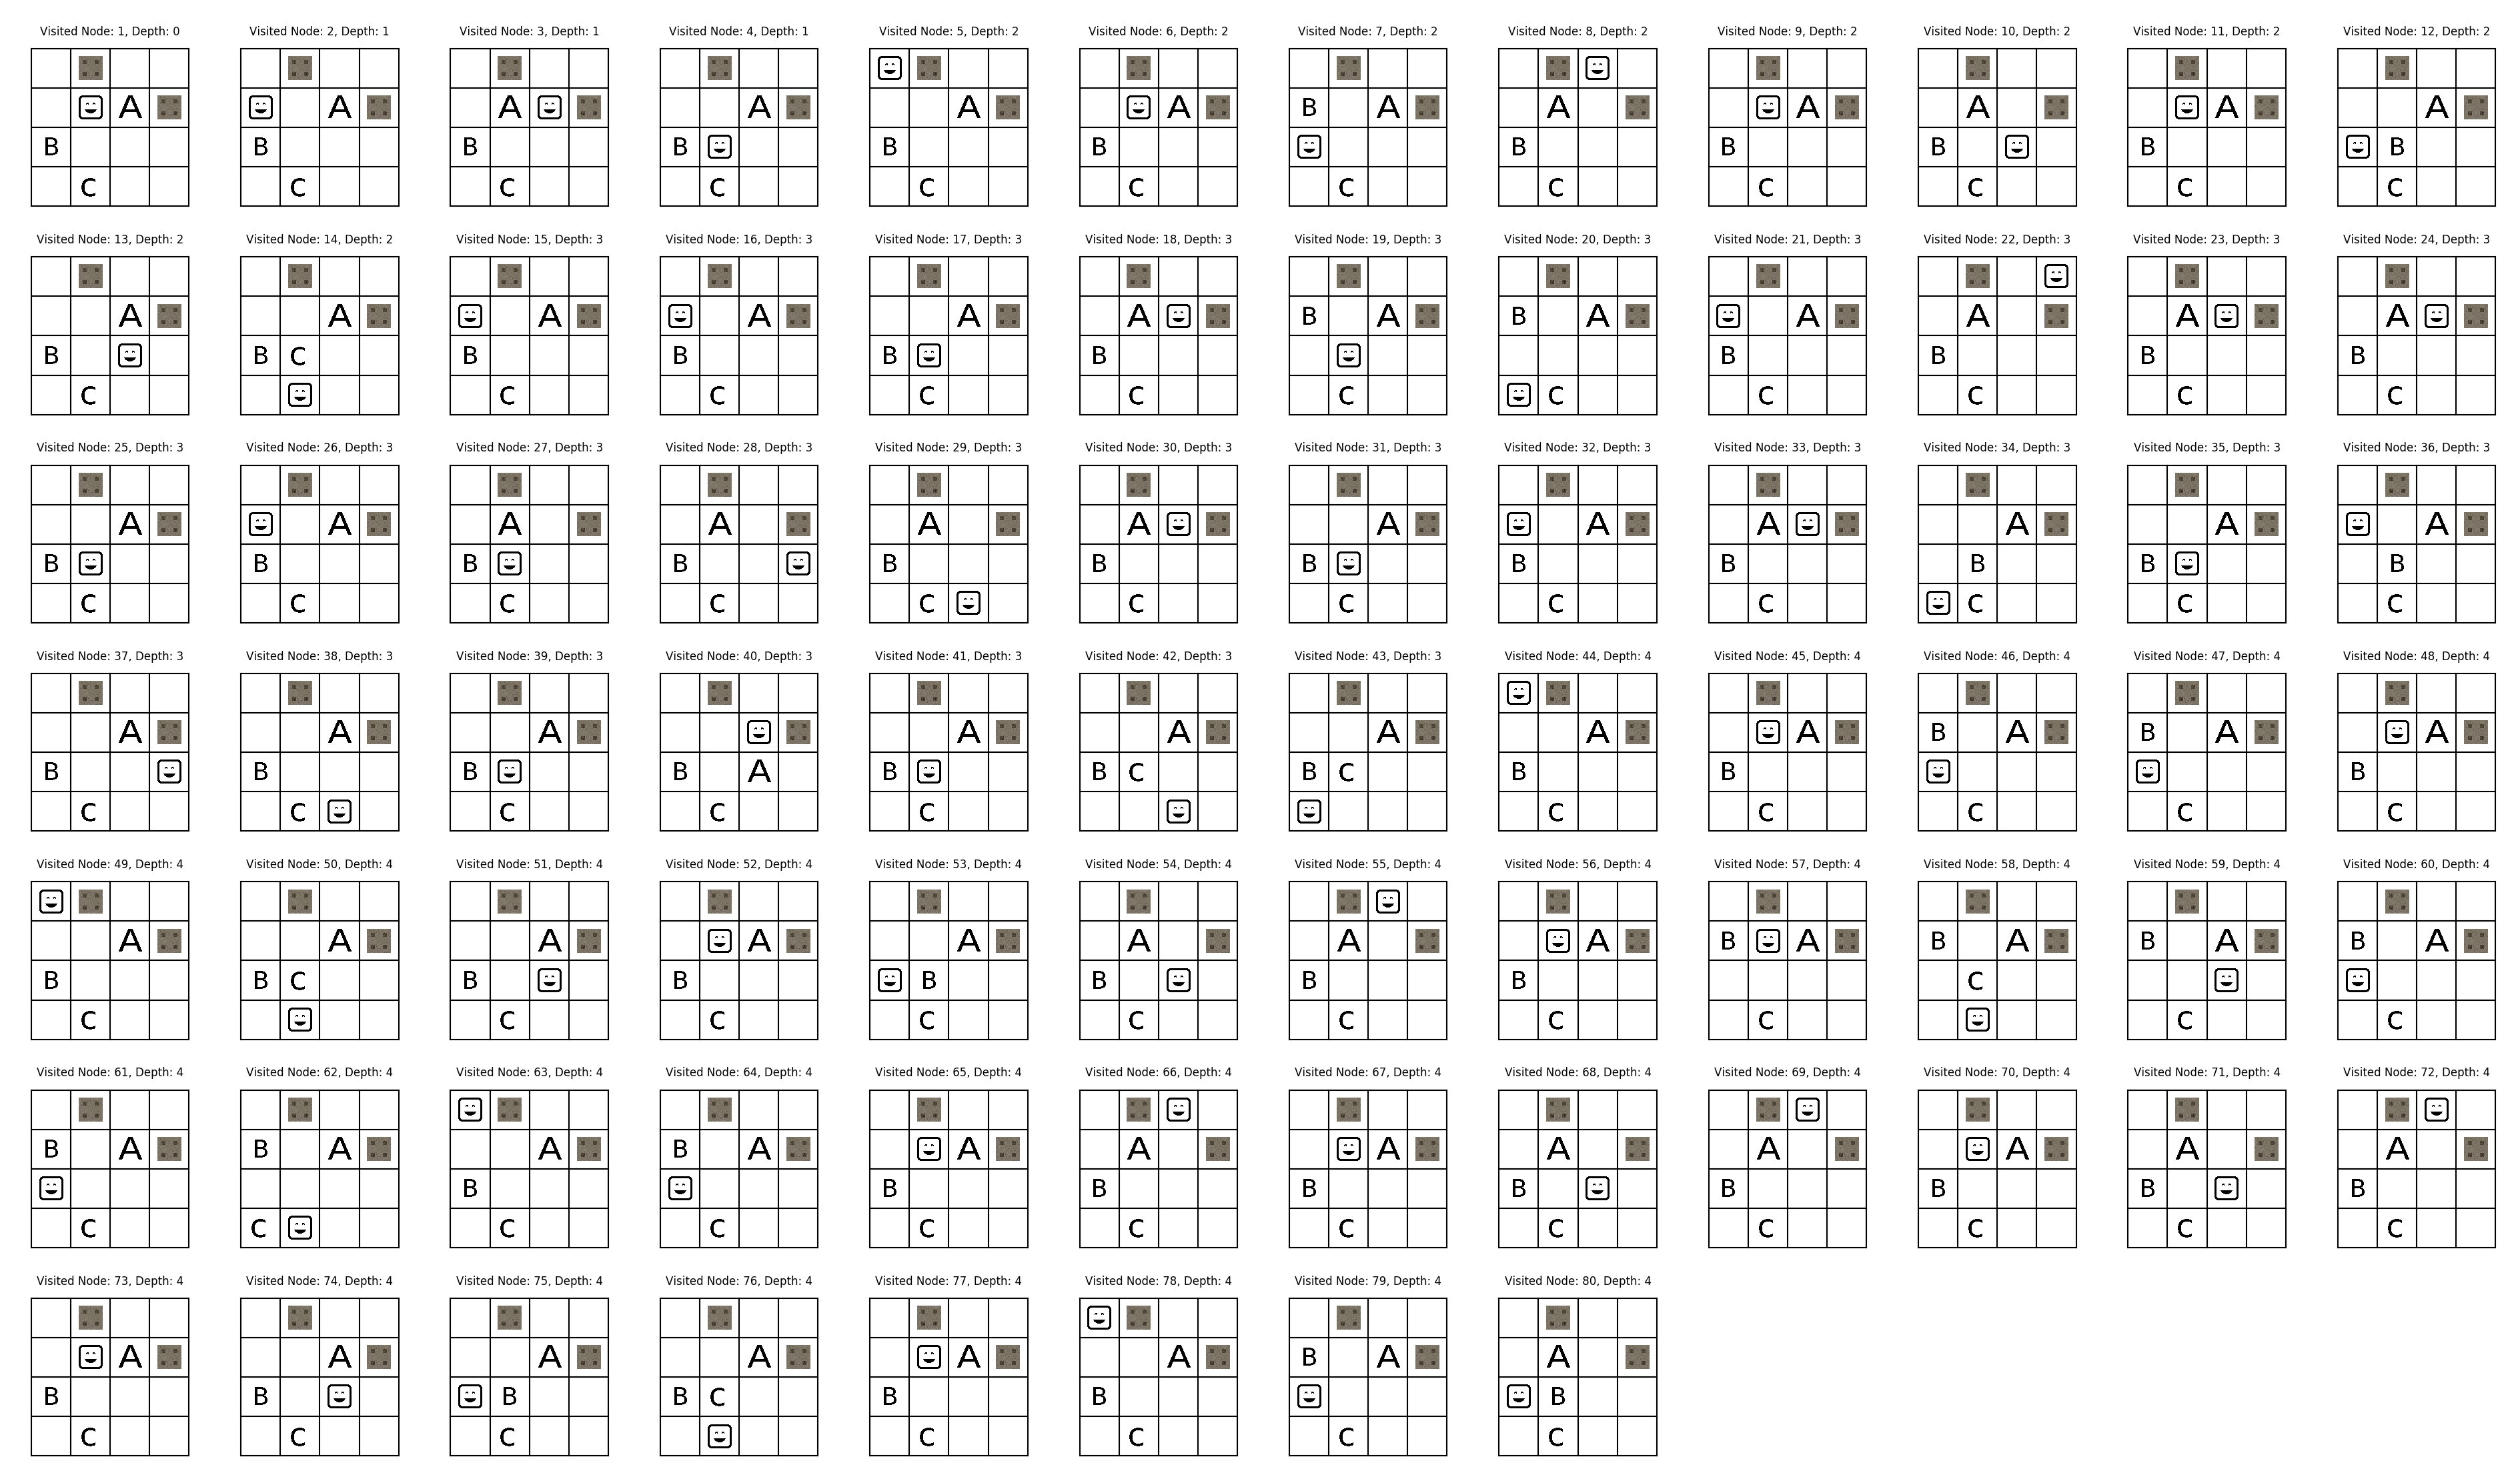 Visited Node: 1, Depth: 0 Visited Node: 2, Depth: 1 Visited Node: 3, Depth: 1 Visited Node: 4, Depth: 1 Visited Node: 5, Depth: 2 Visited Node: 6, Depth: 2 Visited Node: 7, Depth: 2 Visited Node: 8, Depth: 2 Visited Node: 9, Depth: 2 Visited Node: 10, Depth: 2 Visited Node: 11, Depth: 2 Visited Node: 12, Depth: 2
A A A A A A B A A A A A A
B B B B B B B B B B B
C C C C C C C C C C C C
Visited Node: 13, Depth: 2 Visited Node: 14, Depth: 2 Visited Node: 15, Depth: 3 Visited Node: 16, Depth: 3 Visited Node: 17, Depth: 3 Visited Node: 18, Depth: 3 Visited Node: 19, Depth: 3 Visited Node: 20, Depth: 3 Visited Node: 21, Depth: 3 Visited Node: 22, Depth: 3 Visited Node: 23, Depth: 3 Visited Node: 24, Depth: 3
A A A A A A B A B A A A A A
B B C B B B B B B B B
C C C C C C C C C C C
Visited Node: 25, Depth: 3 Visited Node: 26, Depth: 3 Visited Node: 27, Depth: 3 Visited Node: 28, Depth: 3 Visited Node: 29, Depth: 3 Visited Node: 30, Depth: 3 Visited Node: 31, Depth: 3 Visited Node: 32, Depth: 3 Visited Node: 33, Depth: 3 Visited Node: 34, Depth: 3 Visited Node: 35, Depth: 3 Visited Node: 36, Depth: 3
A A A A A A A A A A A A
B B B B B B B B B B B B
C C C C C C C C C C C C
Visited Node: 37, Depth: 3 Visited Node: 38, Depth: 3 Visited Node: 39, Depth: 3 Visited Node: 40, Depth: 3 Visited Node: 41, Depth: 3 Visited Node: 42, Depth: 3 Visited Node: 43, Depth: 3 Visited Node: 44, Depth: 4 Visited Node: 45, Depth: 4 Visited Node: 46, Depth: 4 Visited Node: 47, Depth: 4 Visited Node: 48, Depth: 4
A A A A A A A A B A B A A
B B B B A B B C B C B B B
C C C C C C C C C C
Visited Node: 49, Depth: 4 Visited Node: 50, Depth: 4 Visited Node: 51, Depth: 4 Visited Node: 52, Depth: 4 Visited Node: 53, Depth: 4 Visited Node: 54, Depth: 4 Visited Node: 55, Depth: 4 Visited Node: 56, Depth: 4 Visited Node: 57, Depth: 4 Visited Node: 58, Depth: 4 Visited Node: 59, Depth: 4 Visited Node: 60, Depth: 4
A A A A A A A A B A B A B A B A
B B C B B B B B B C
C C C C C C C C C C
Visited Node: 61, Depth: 4 Visited Node: 62, Depth: 4 Visited Node: 63, Depth: 4 Visited Node: 64, Depth: 4 Visited Node: 65, Depth: 4 Visited Node: 66, Depth: 4 Visited Node: 67, Depth: 4 Visited Node: 68, Depth: 4 Visited Node: 69, Depth: 4 Visited Node: 70, Depth: 4 Visited Node: 71, Depth: 4 Visited Node: 72, Depth: 4
B A B A A B A A A A A A A A A
B B B B B B B B B
C C C C C C C C C C C C
Visited Node: 73, Depth: 4 Visited Node: 74, Depth: 4 Visited Node: 75, Depth: 4 Visited Node: 76, Depth: 4 Visited Node: 77, Depth: 4 Visited Node: 78, Depth: 4 Visited Node: 79, Depth: 4 Visited Node: 80, Depth: 4
A A A A A A B A A
B B B B C B B B
C C C C C C C